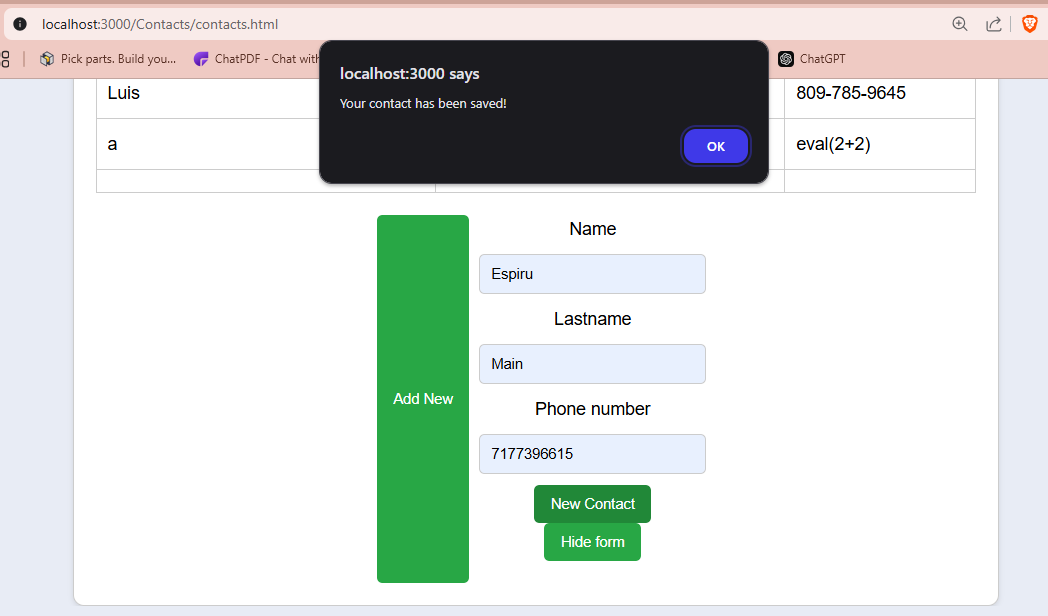 localhost:3000/Contacts/contacts.html
Pick parts. Build you... ChatPDF - Chat with ChatGPT
localhost:3000 says
Your contact has been saved!
OK
Luis 809-785-9645
a eval(2+2)
Name
Espiru
Lastname
Main
Phone number
7177396615
Add New
New Contact
Hide form